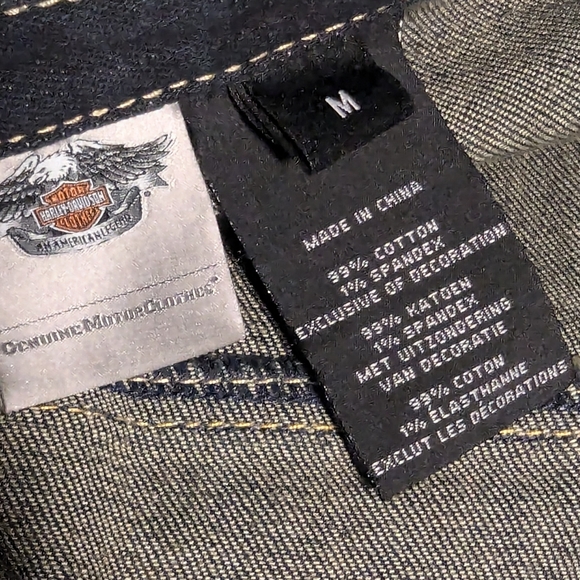 MOTOR
HARLEY-DAVIDSON
CLOTHES
AN AMERICAN LEGEND
GENUINE MOTORCLOTHES®
M
MADE IN CHINA
99% COTTON
1% SPANDEX
EXCLUSIVE OF DECORATION
99% KATOEN
1% SPANDEX
MET UITZONDERING
VAN DECORATIE
99% COTON
1% ELASTHANNE
EXCLUT LES DÉCORATIONS